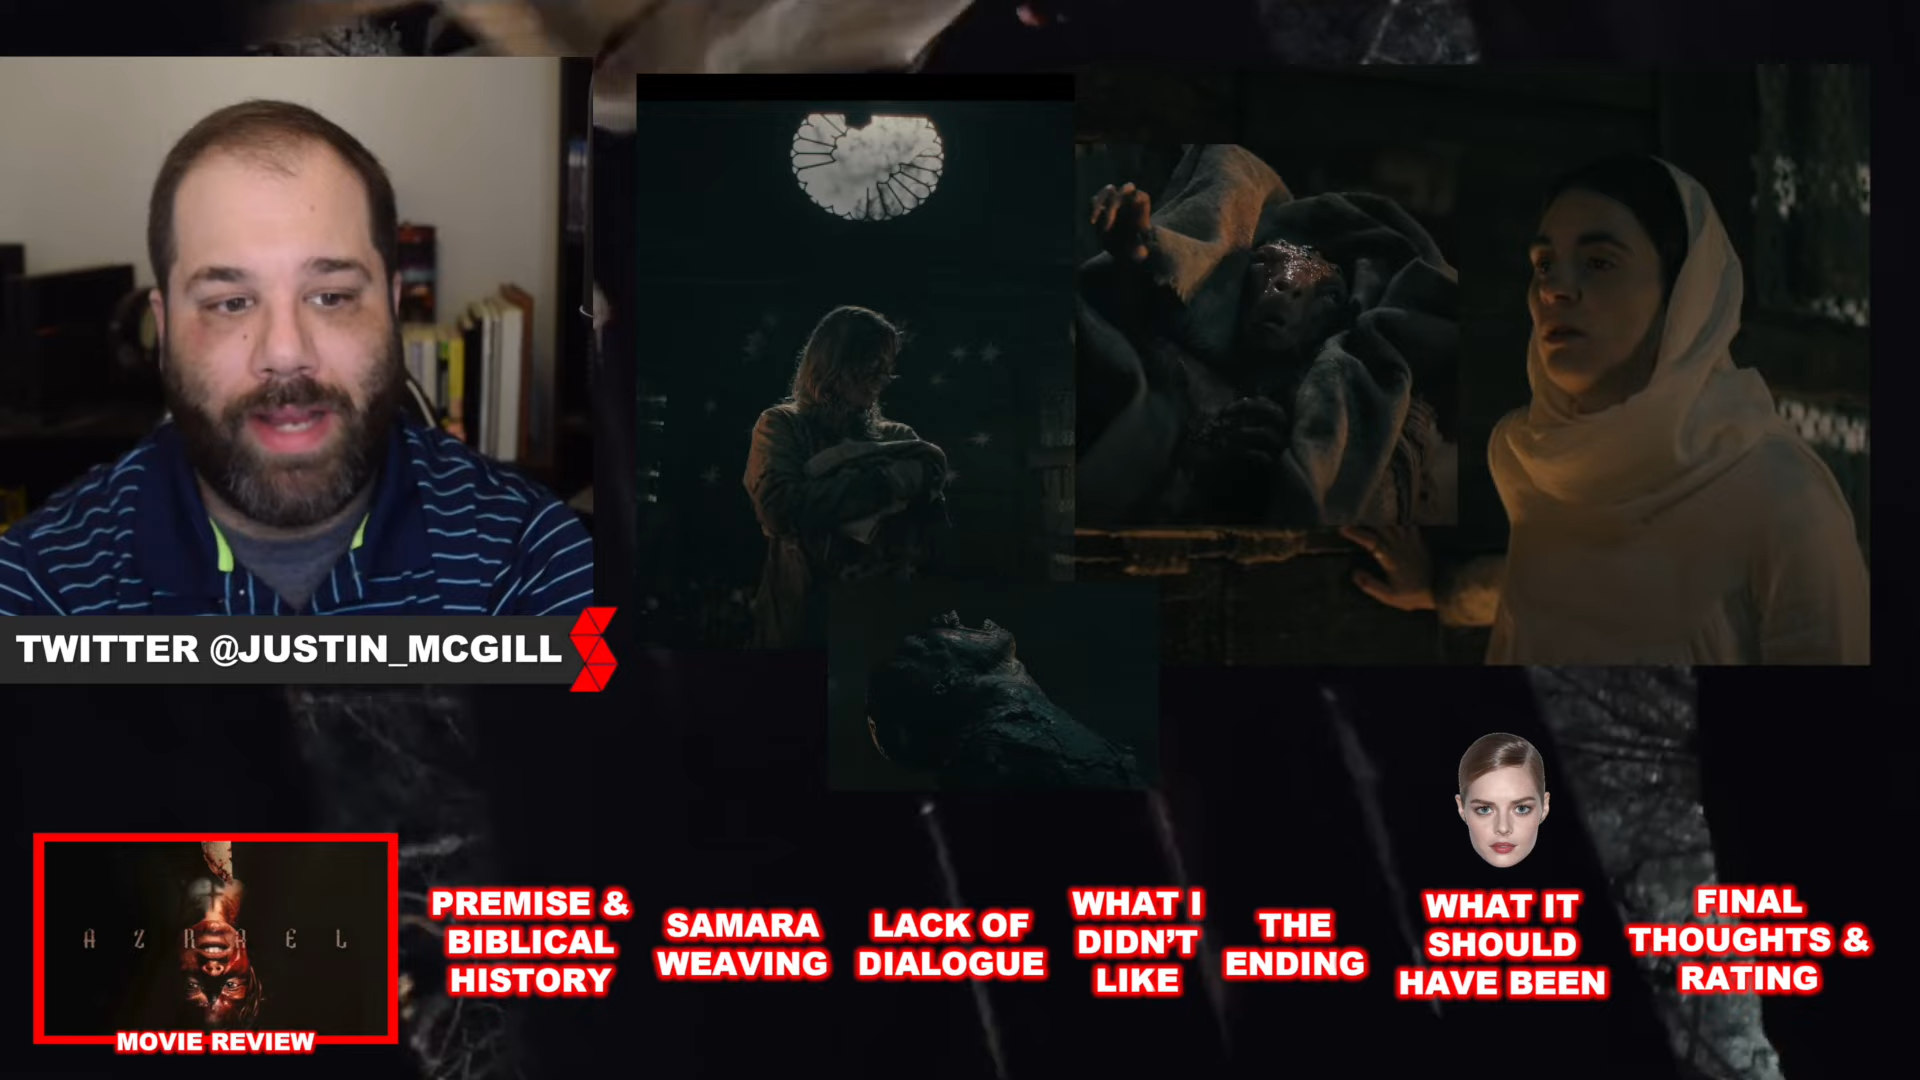 TWITTER @JUSTIN_MCGILL
AZRAEL
MOVIE REVIEW
PREMISE &
BIBLICAL
HISTORY
SAMARA
WEAVING
LACK OF
DIALOGUE
WHAT I
DIDN'T
LIKE
THE
ENDING
WHAT IT
SHOULD
HAVE BEEN
FINAL
THOUGHTS &
RATING